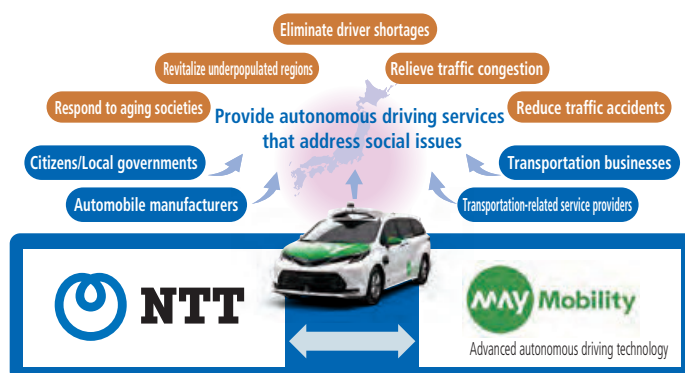 Eliminate driver shortages
Revitalize underpopulated regions
Relieve traffic congestion
Respond to aging societies
Reduce traffic accidents
Provide autonomous driving services
that address social issues
Citizens/Local governments
Transportation businesses
Automobile manufacturers
Transportation-related service providers
NTT
MAY Mobility
Advanced autonomous driving technology